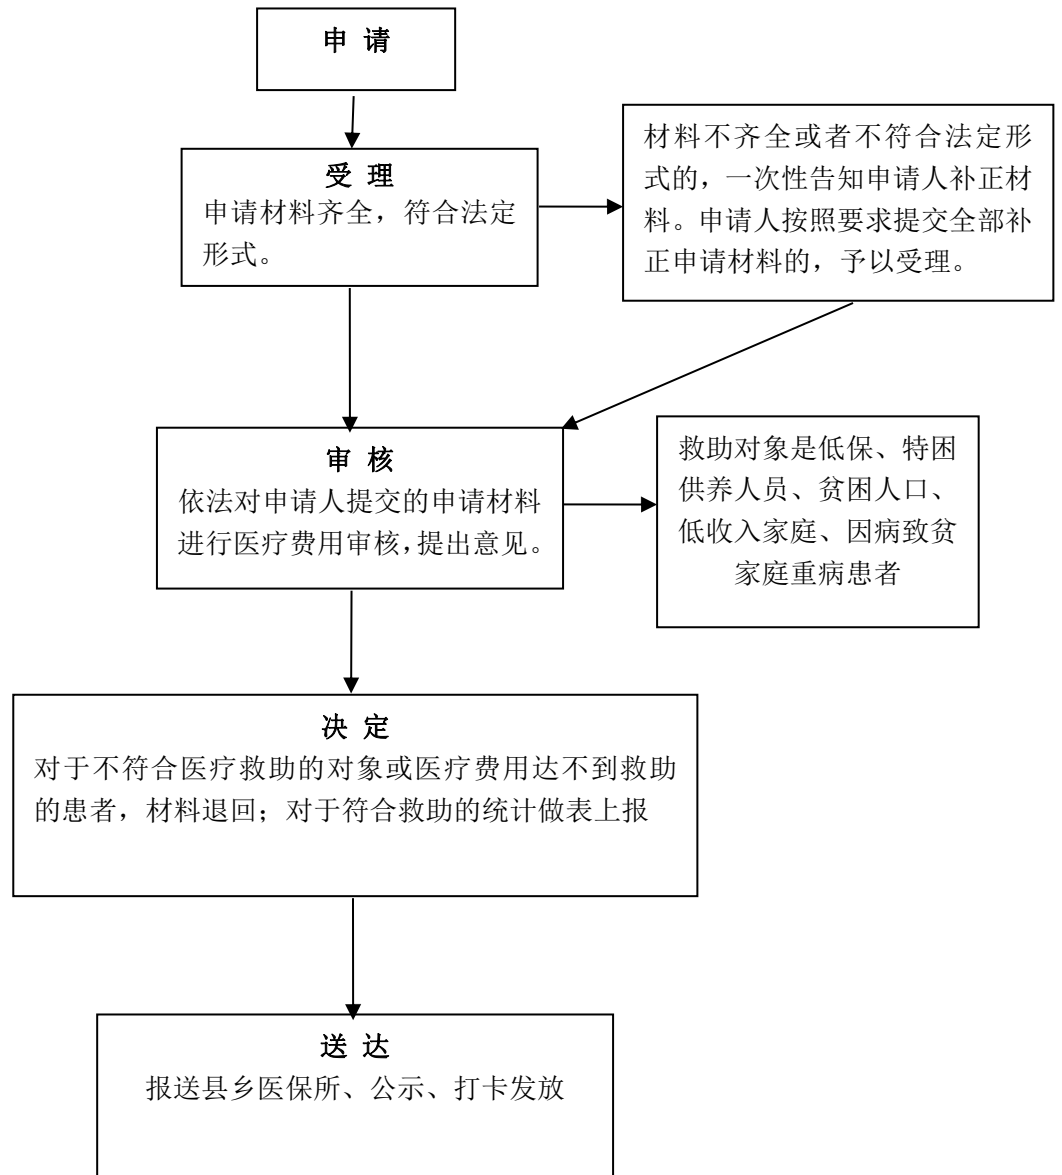 申 请
受 理
申请材料齐全，符合法定
形式。
材料不齐全或者不符合法定形
式的，一次性告知申请人补正材
料。申请人按照要求提交全部补
正申请材料的，予以受理。
审 核
依法对申请人提交的申请材料
进行医疗费用审核，提出意见。
救助对象是低保、特困
供养人员、贫困人口、
低收入家庭、因病致贫
家庭重病患者
决 定
对于不符合医疗救助的对象或医疗费用达不到救助
的患者，材料退回；对于符合救助的统计做表上报
送 达
报送县乡医保所、公示、打卡发放